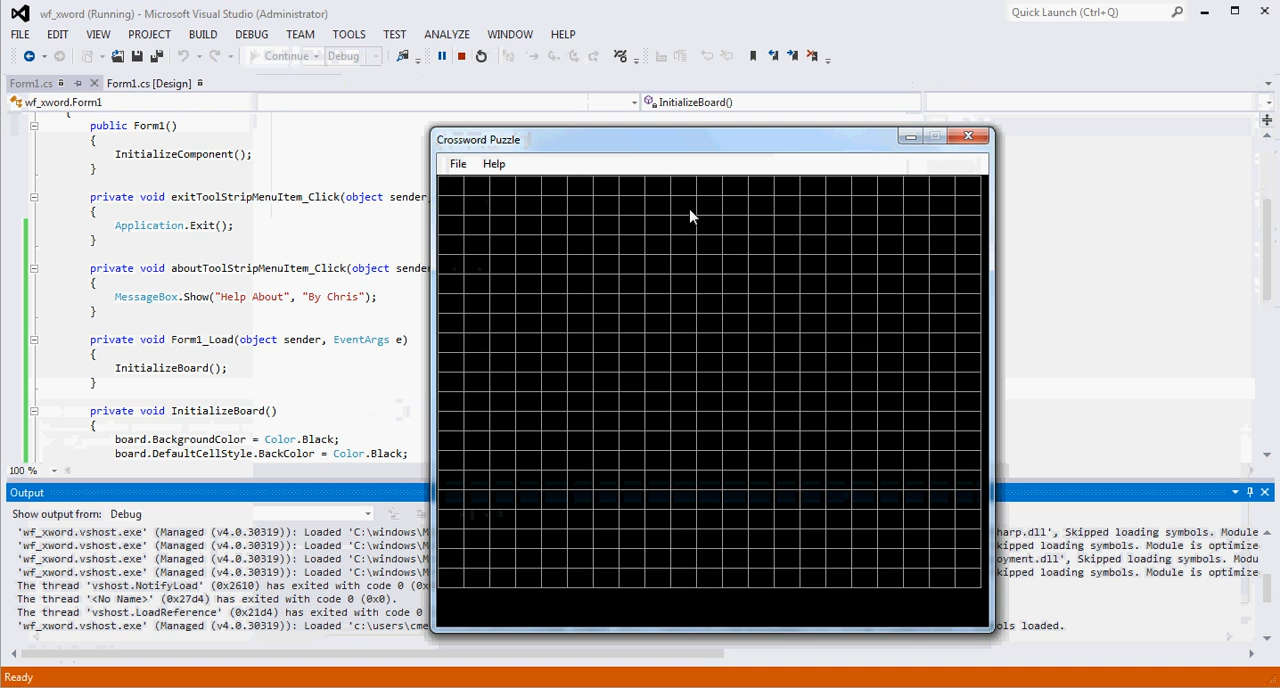 wf_xword (Running) - Microsoft Visual Studio (Administrator)
Quick Launch (Ctrl+Q)
FILE EDIT VIEW PROJECT BUILD DEBUG TEAM TOOLS TEST ANALYZE WINDOW HELP
Continue Debug
Form1.cs Form1.cs [Design]
wf_xword.Form1 InitializeBoard()
{
public Form1()
{
InitializeComponent();
}
private void exitToolStripMenuItem_Click(object sender,
{
Application.Exit();
}
private void aboutToolStripMenuItem_Click(object sende
{
MessageBox.Show("Help About", "By Chris");
}
private void Form1_Load(object sender, EventArgs e)
{
InitializeBoard();
}
private void InitializeBoard()
{
board.BackgroundColor = Color.Black;
board.DefaultCellStyle.BackColor = Color.Black;
100 %
Crossword Puzzle
File Help
Output
Show output from: Debug
'wf_xword.vshost.exe' (Managed (v4.0.30319)): Loaded 'C:\windows\M harp.dll', Skipped loading symbols. Module
'wf_xword.vshost.exe' (Managed (v4.0.30319)): Loaded 'C:\windows\M kipped loading symbols. Module is optimize
'wf_xword.vshost.exe' (Managed (v4.0.30319)): Loaded 'C:\windows\M oyment.dll', Skipped loading symbols. Modu
'wf_xword.vshost.exe' (Managed (v4.0.30319)): Loaded 'C:\windows\M kipped loading symbols. Module is optimize
The thread 'vshost.NotifyLoad' (0x2610) has exited with code 0 (0x
The thread '<No Name>' (0x27d4) has exited with code 0 (0x0).
The thread 'vshost.LoadReference' (0x21d4) has exited with code 0
'wf_xword.vshost.exe' (Managed (v4.0.30319)): Loaded 'c:\users\cme ols loaded.
Ready